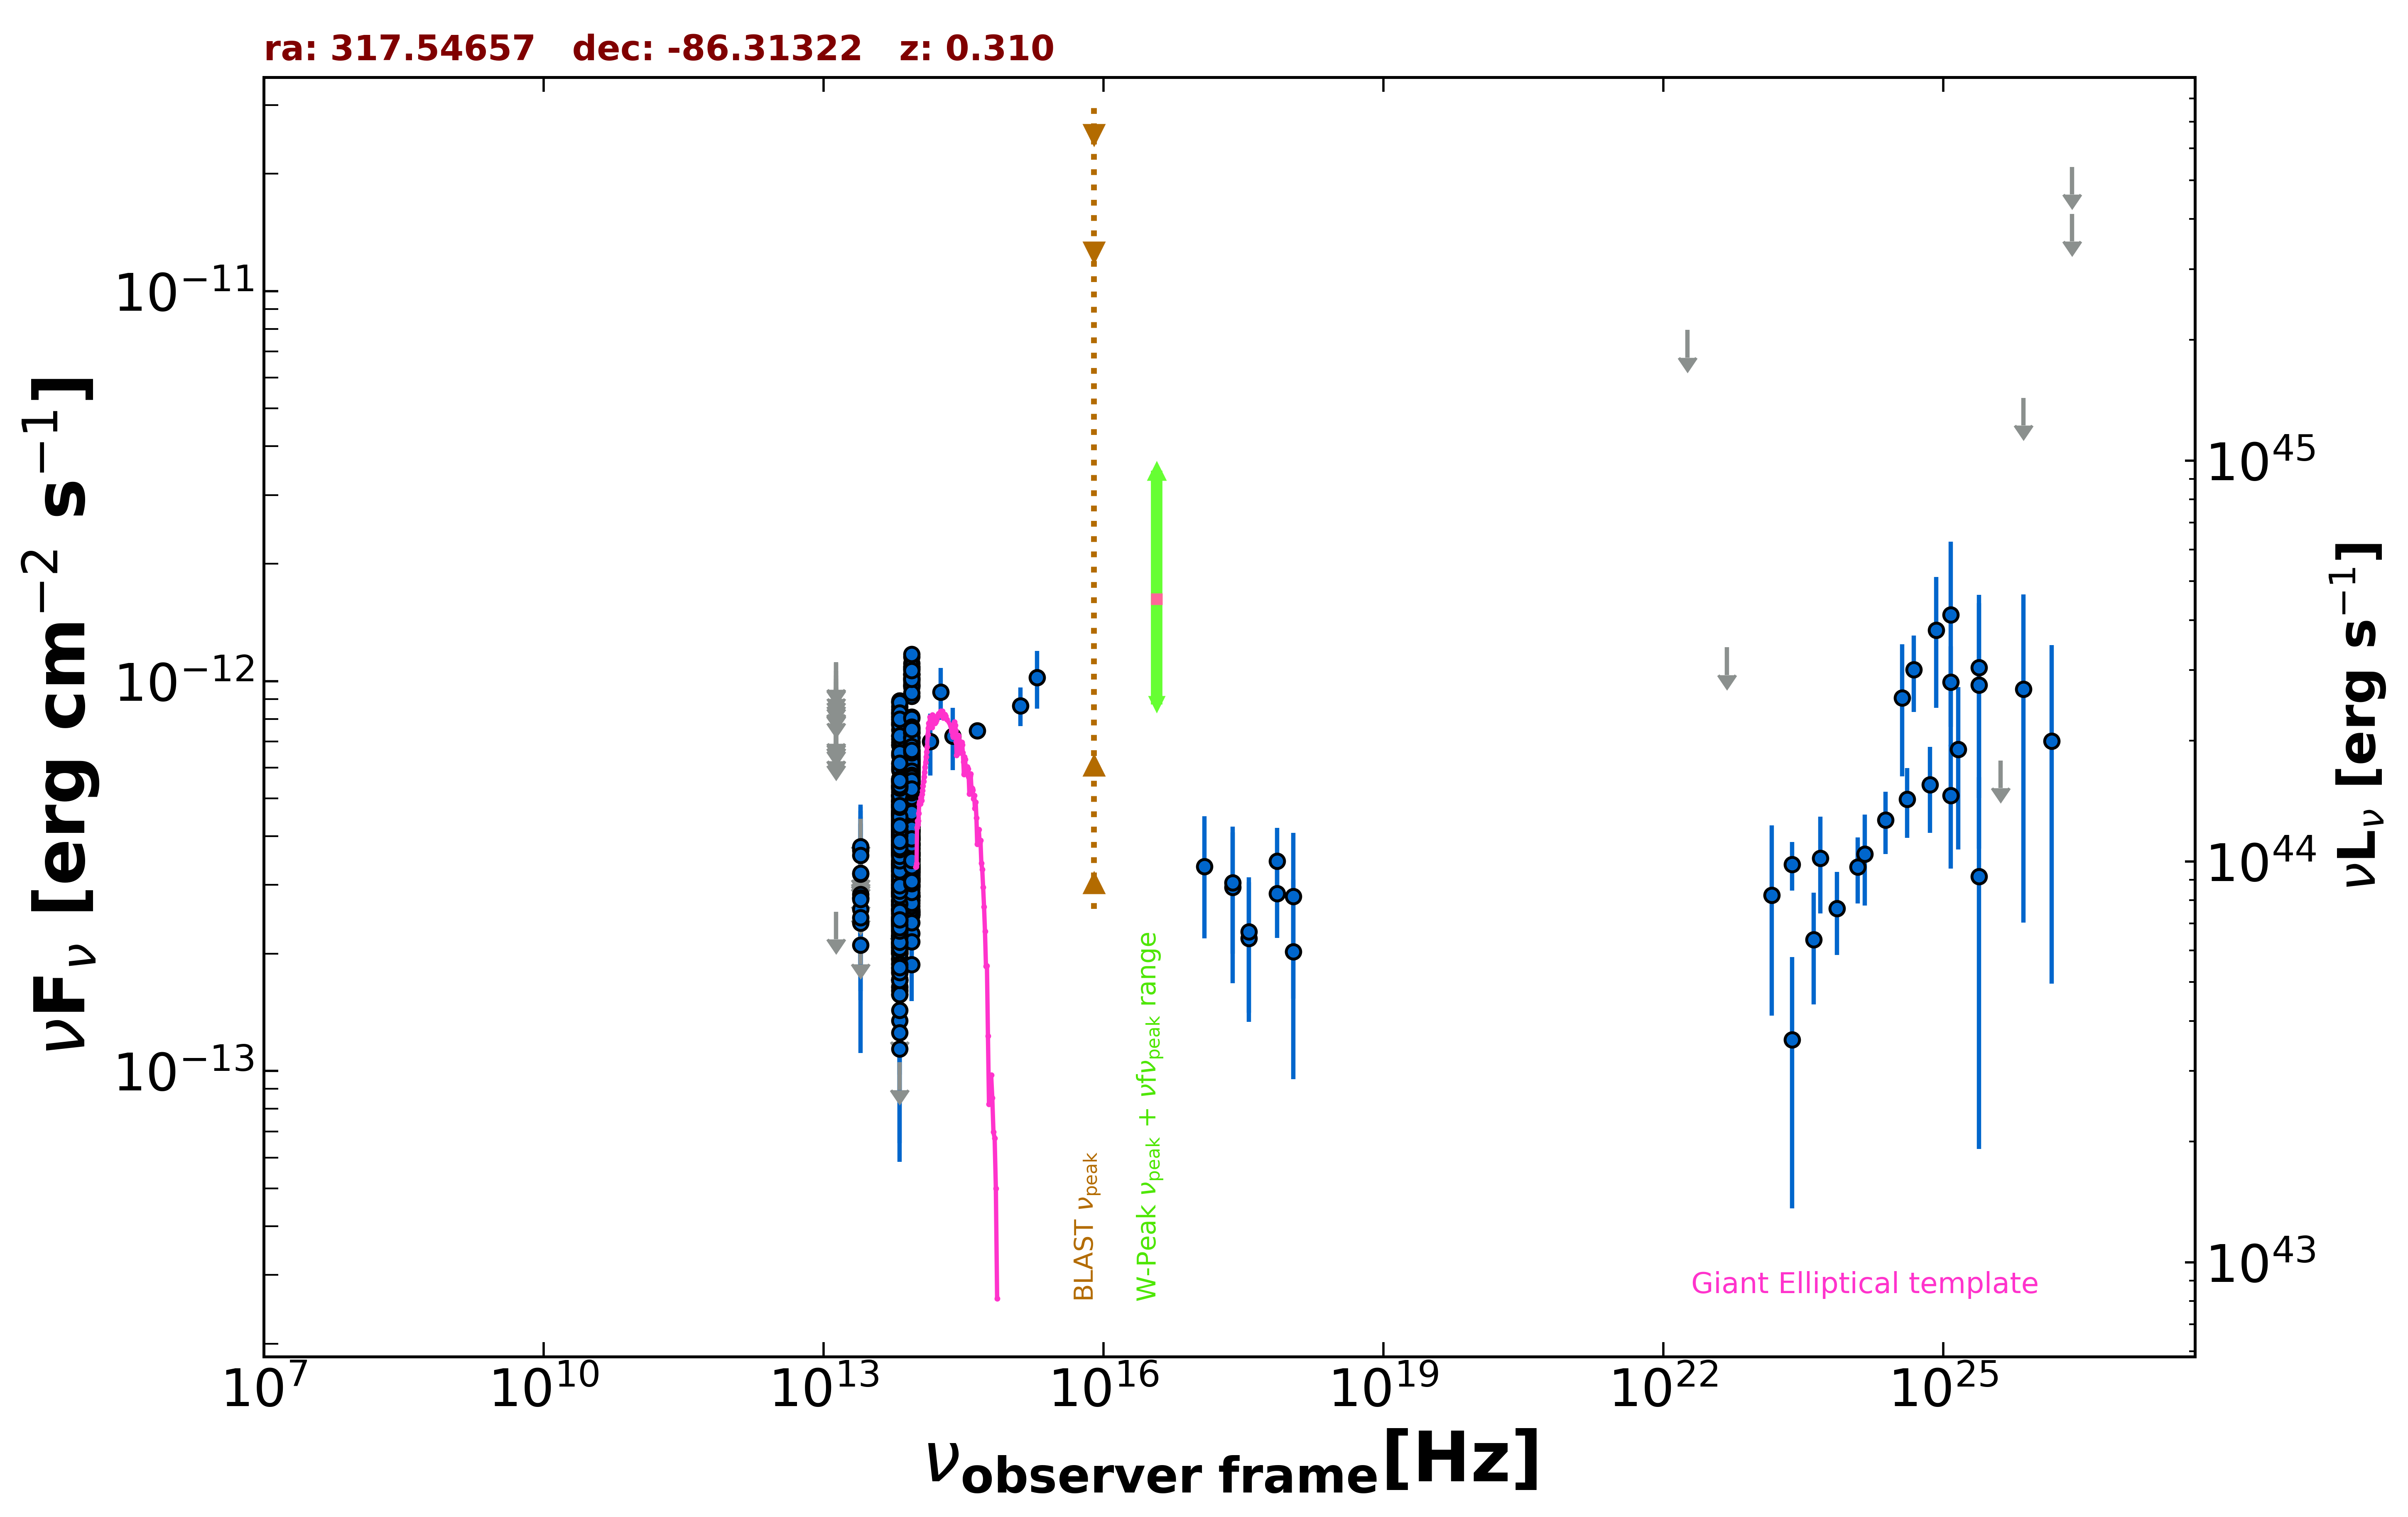 ra: 317.54657 dec: -86.31322 z: 0.310
νFν [erg cm−2 s−1]
10−11
10−12
10−13
1045
1044
1043
νLν [erg s−1]
BLAST νpeak
W-Peak νpeak + νfνpeak range
Giant Elliptical template
107 1010 1013 1016 1019 1022 1025
νobserver frame[Hz]